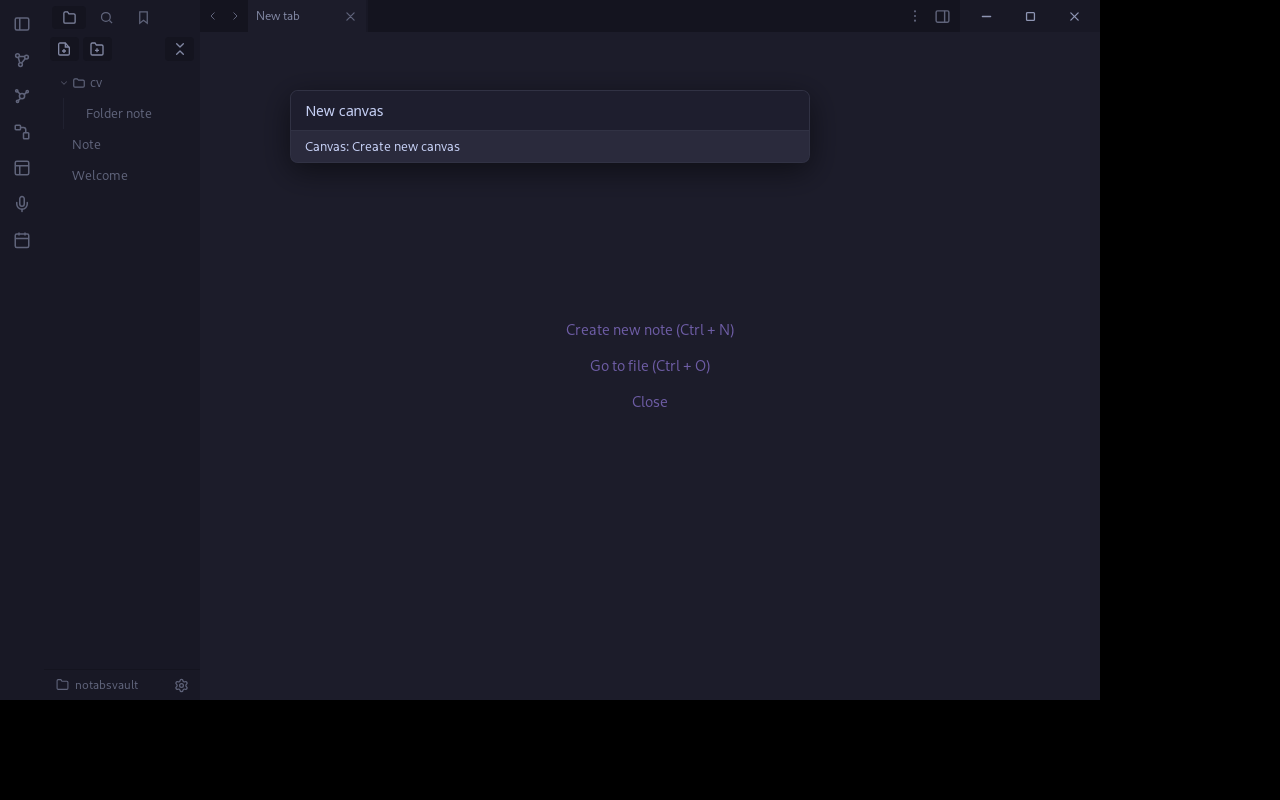 New tab
cv
Folder note
Note
Welcome
New canvas
Canvas: Create new canvas
Create new note (Ctrl + N)
Go to file (Ctrl + O)
Close
notabsvault